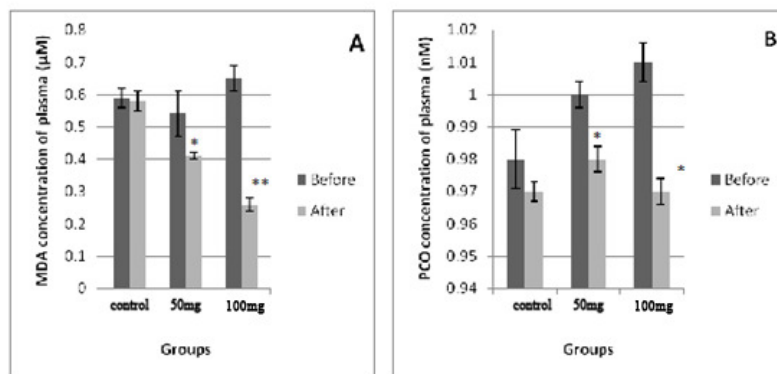 A
MDA concentration of plasma (µM)
0.8
0.7
0.6
0.5
0.4
0.3
0.2
0.1
0
*
**
Before
After
control 50mg 100mg
Groups
B
PCO concentration of plasma (nM)
1.02
1.01
1
0.99
0.98
0.97
0.96
0.95
0.94
*
*
Before
After
control 50mg 100mg
Groups